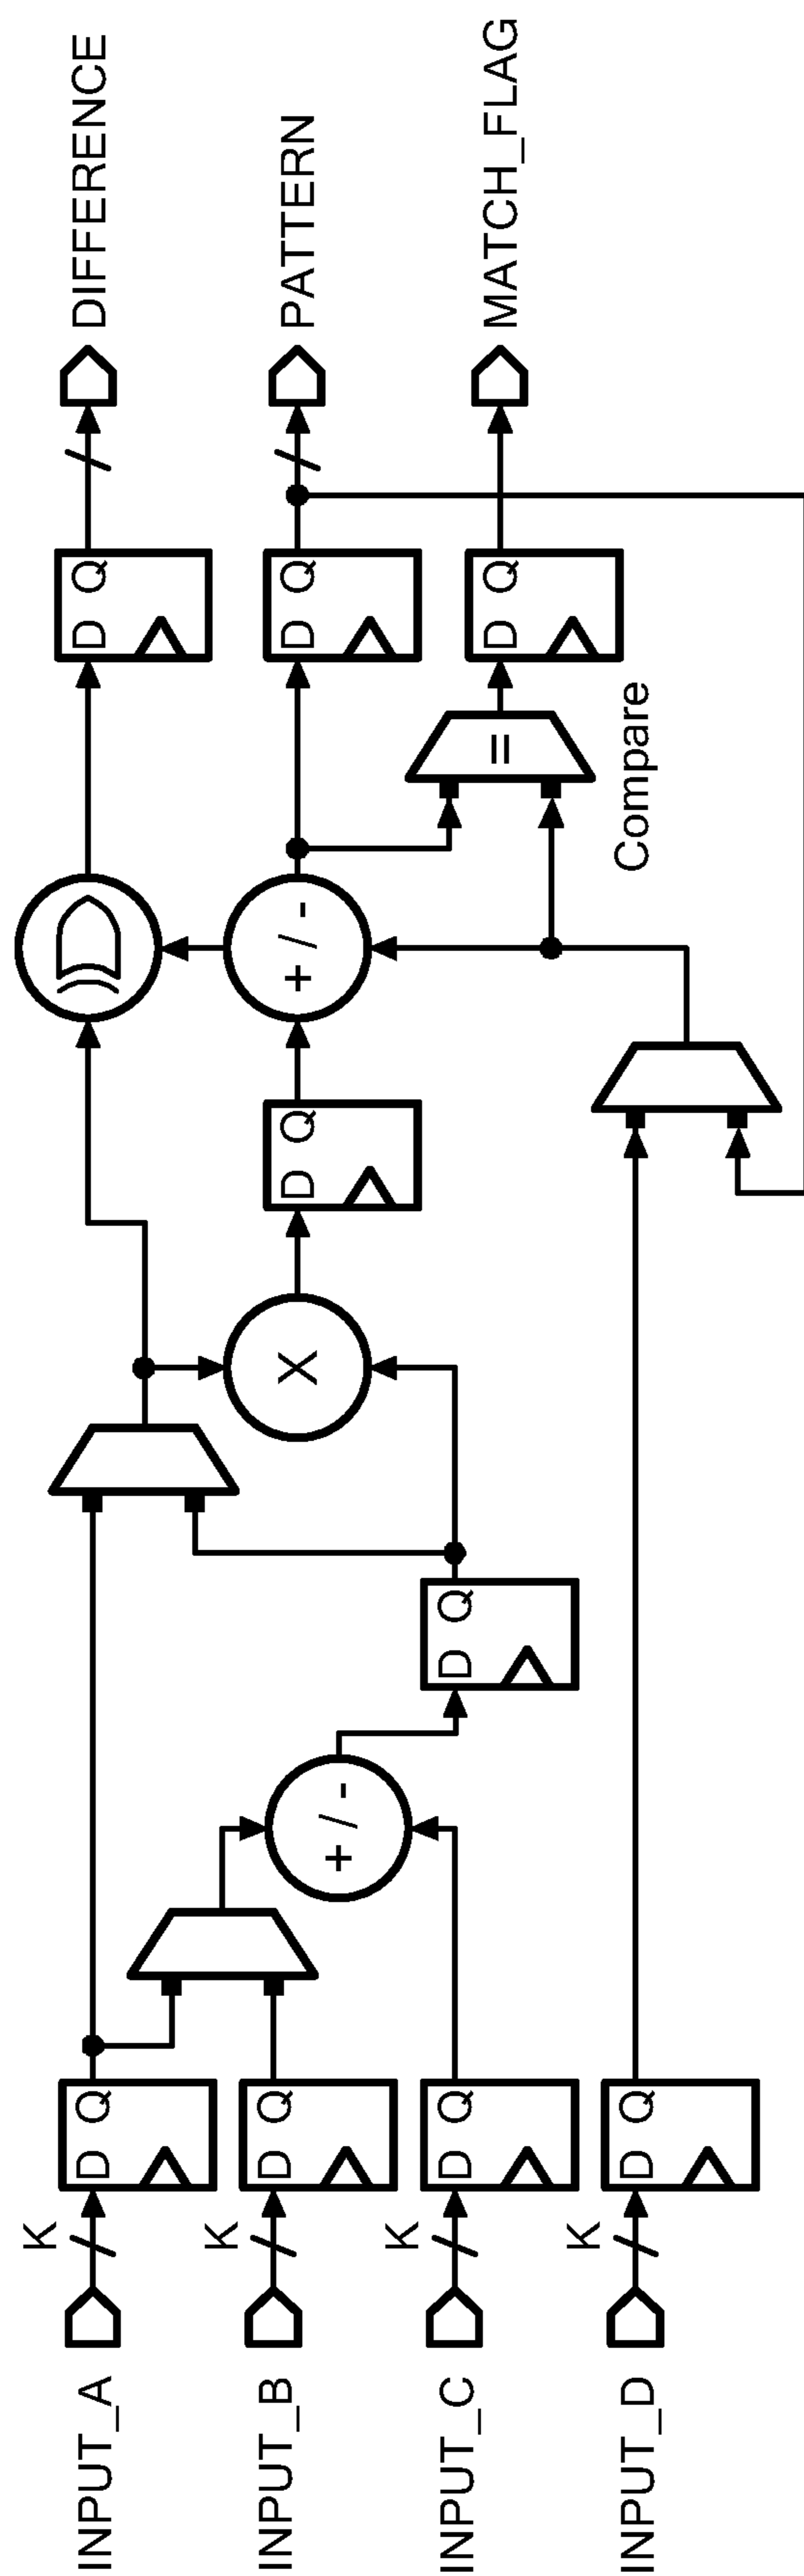 INPUT_A
K
D Q
INPUT_B
K
D Q
INPUT_C
K
D Q
INPUT_D
K
D Q
+ / -
D Q
X
D Q
+ / -
=
Compare
D Q
DIFFERENCE
D Q
PATTERN
D Q
MATCH_FLAG